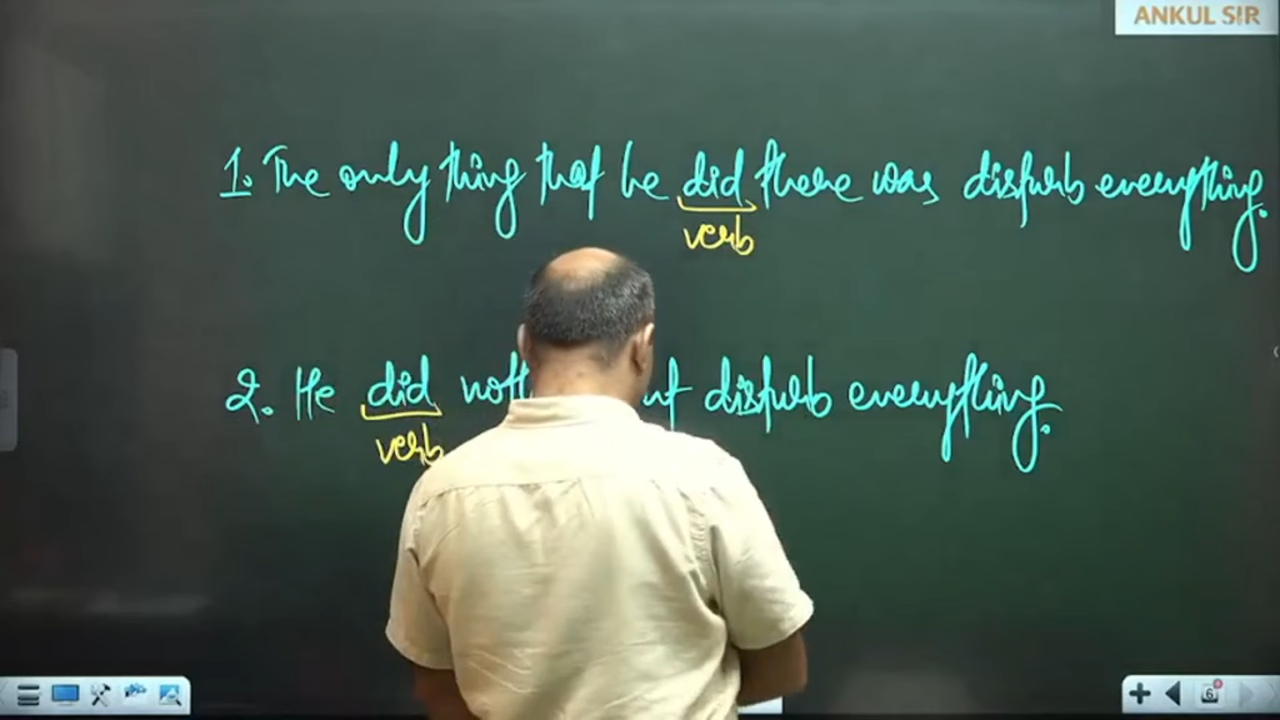 ANKUL SIR
1. The only thing that he did there was disturb everything.
verb
2. He did disturb everything.
verb
6